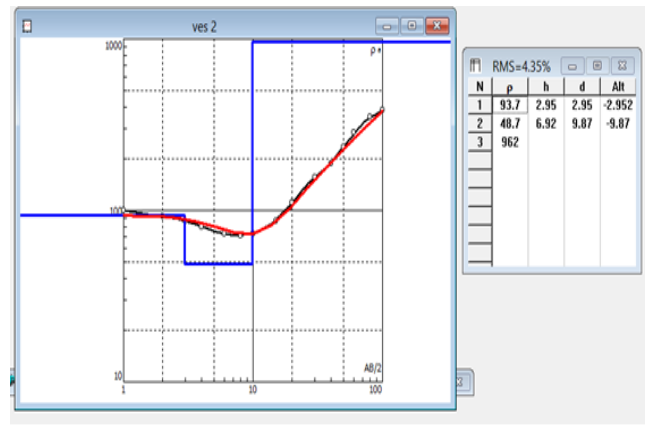 ves 2
1000
ρ
100
10
AB/2
1 10 100
RMS=4.35%
N ρ h d Alt
1 93.7 2.95 2.95 -2.952
2 48.7 6.92 9.87 -9.87
3 962